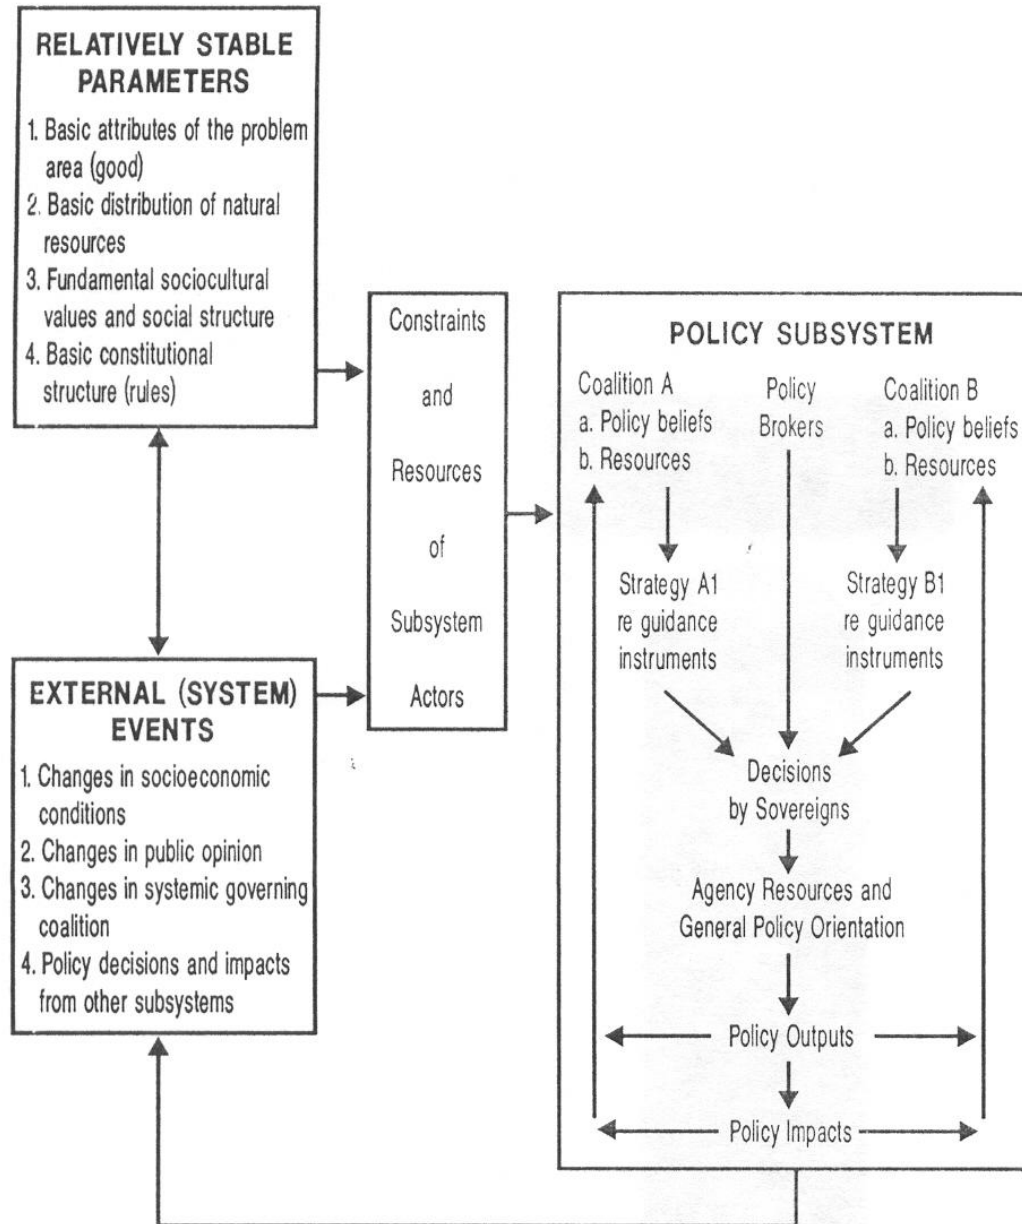 RELATIVELY STABLE
PARAMETERS
1. Basic attributes of the problem
area (good)
2. Basic distribution of natural
resources
3. Fundamental sociocultural
values and social structure
4. Basic constitutional
structure (rules)
EXTERNAL (SYSTEM)
EVENTS
1. Changes in socioeconomic
conditions
2. Changes in public opinion
3. Changes in systemic governing
coalition
4. Policy decisions and impacts
from other subsystems
Constraints
and
Resources
of
Subsystem
Actors
POLICY SUBSYSTEM
Coalition A
a. Policy beliefs
b. Resources
Policy
Brokers
Coalition B
a. Policy beliefs
b. Resources
Strategy A1
re guidance
instruments
Strategy B1
re guidance
instruments
Decisions
by Sovereigns
Agency Resources and
General Policy Orientation
Policy Outputs
Policy Impacts